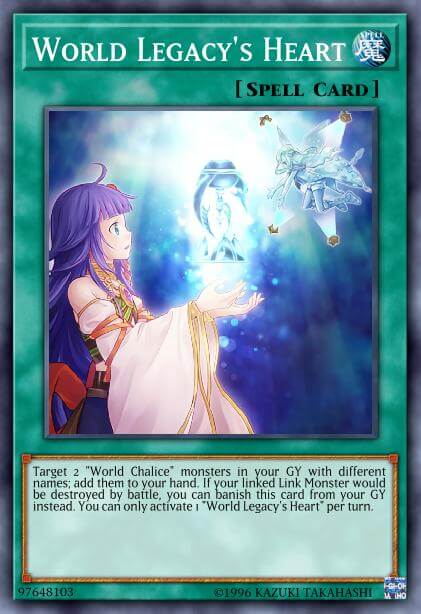 WORLD LEGACY'S HEART
SPELL
魔
[SPELL CARD]
Target 2 "World Chalice" monsters in your GY with different
names; add them to your hand. If your linked Link Monster would
be destroyed by battle, you can banish this card from your GY
instead. You can only activate 1 "World Legacy's Heart" per turn.
97648103
©1996 KAZUKI TAKAHASHI